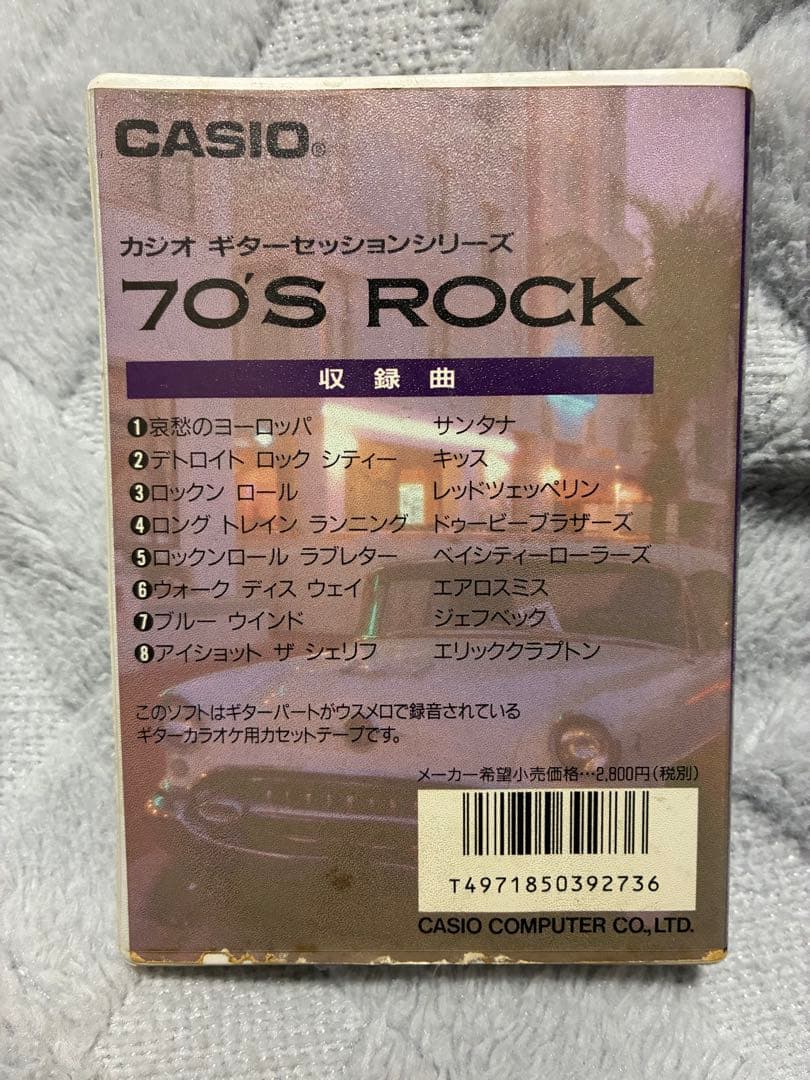 CASIO®
カシオ ギターセッションシリーズ
70'S ROCK
収録曲
❶哀愁のヨーロッパ サンタナ
❷デトロイト ロック シティー キッス
❸ロックン ロール レッドツェッペリン
❹ロング トレイン ランニング ドゥービーブラザーズ
❺ロックンロール ラブレター ベイシティーローラーズ
❻ウォーク ディス ウェイ エアロスミス
❼ブルー ウインド ジェフベック
❽アイショット ザ シェリフ エリッククラプトン
このソフトはギターパートがウスメロで録音されている
ギターカラオケ用カセットテープです。
メーカー希望小売価格…2,800円(税別)
T4971850392736
CASIO COMPUTER CO.,LTD.